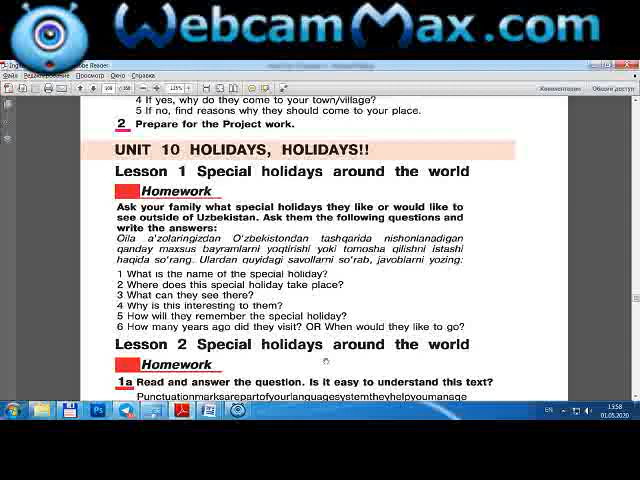 WebcamMax.com
Файл Редактирование Просмотр Окно Справка
125%
Комментарии Общий доступ
4 If yes, why do they come to your town/village?
5 If no, find reasons why they should come to your place.
2 Prepare for the Project work.
UNIT 10 HOLIDAYS, HOLIDAYS!!
Lesson 1 Special holidays around the world
Homework
Ask your family what special holidays they like or would like to
see outside of Uzbekistan. Ask them the following questions and
write the answers:
Oila a'zolaringizdan O'zbekistondan tashqarida nishonlanadigan
qanday maxsus bayramlarni yoqtirishi yoki tomosha qilishni istashi
haqida so'rang. Ulardan quyidagi savollarni so'rab, javoblarni yozing:
1 What is the name of the special holiday?
2 Where does this special holiday take place?
3 What can they see there?
4 Why is this interesting to them?
5 How will they remember the special holiday?
6 How many years ago did they visit? OR When would they like to go?
Lesson 2 Special holidays around the world
Homework
1a Read and answer the question. Is it easy to understand this text?
Punctuationmarksarepartofyourlanguagesystemtheyhelpyoumanage
EN
15:58
01.05.2020